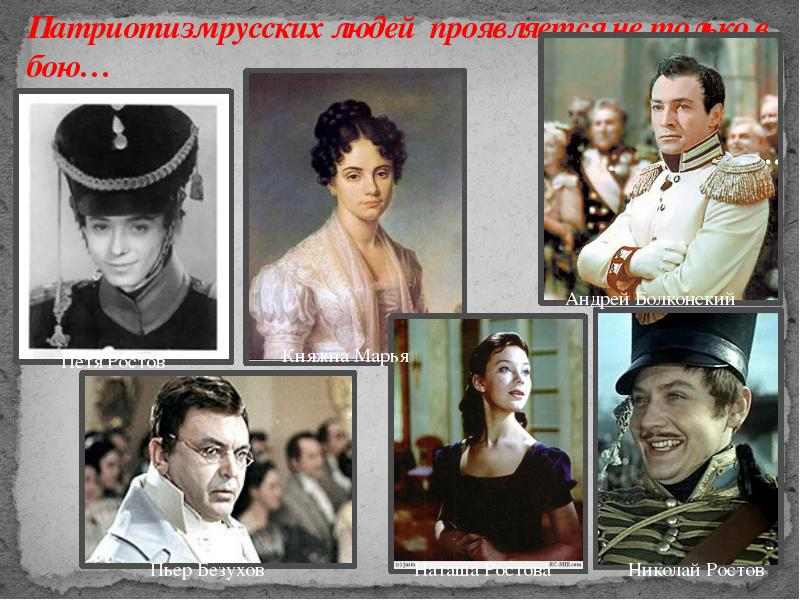 Патриотизмрусских людей проявляется не только в
бою…
Андрей Болконский
Петя Ростов
Княжна Марья
Пьер Безухов
Наташа Ростова
Николай Ростов